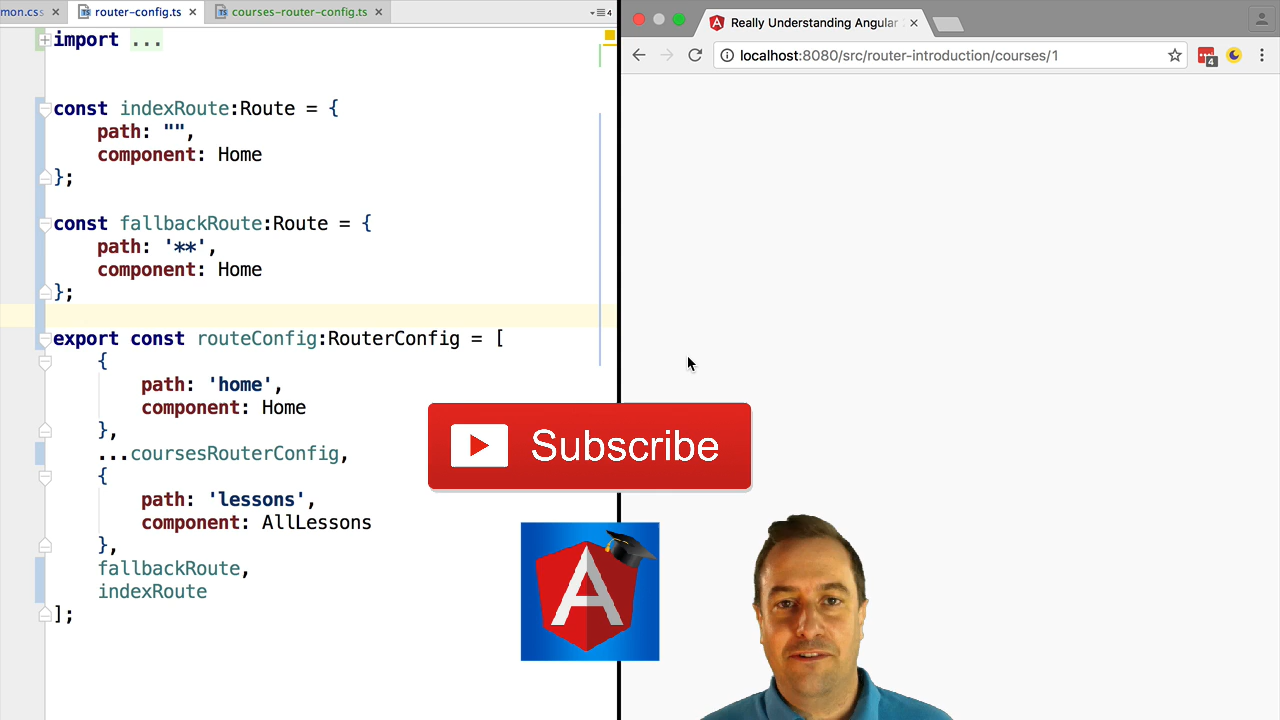 mon.css
router-config.ts
courses-router-config.ts
4
import ...
const indexRoute:Route = {
path: "",
component: Home
};
const fallbackRoute:Route = {
path: '**',
component: Home
};
export const routeConfig:RouterConfig = [
{
path: 'home',
component: Home
},
...coursesRouterConfig,
{
path: 'lessons',
component: AllLessons
},
fallbackRoute,
indexRoute
];
Really Understanding Angular
localhost:8080/src/router-introduction/courses/1
4
Subscribe
A